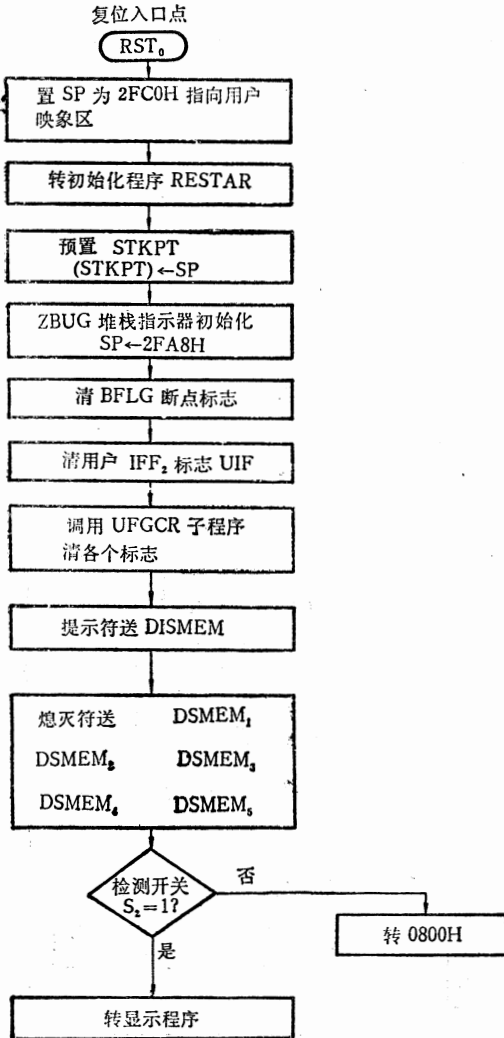 复位入口点
RST₀
置 SP 为 2FC0H 指向用户
映象区
转初始化程序 RESTAR
预置 STKPT
(STKPT)←SP
ZBUG 堆栈指示器初始化
SP←2FA8H
清 BFLG 断点标志
清用户 IFF₂ 标志 UIF
调用 UFGCR 子程序
清各个标志
提示符送 DISMEM
熄灭符送 DSMEM₁
DSMEM₂ DSMEM₃
DSMEM₄ DSMEM₅
检测开关
S₂=1?
否
转 0800H
是
转显示程序